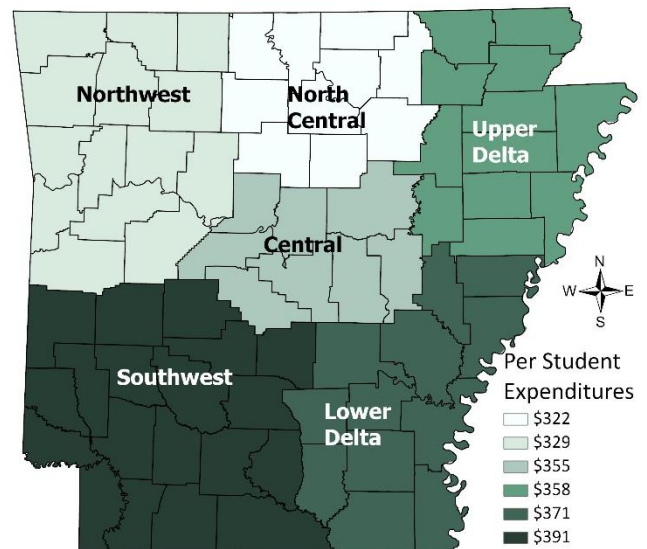 Northwest
North
Central
Upper
Delta
Central
N
W
E
S
Southwest
Lower
Delta
Per Student
Expenditures
$322
$329
$355
$358
$371
$391